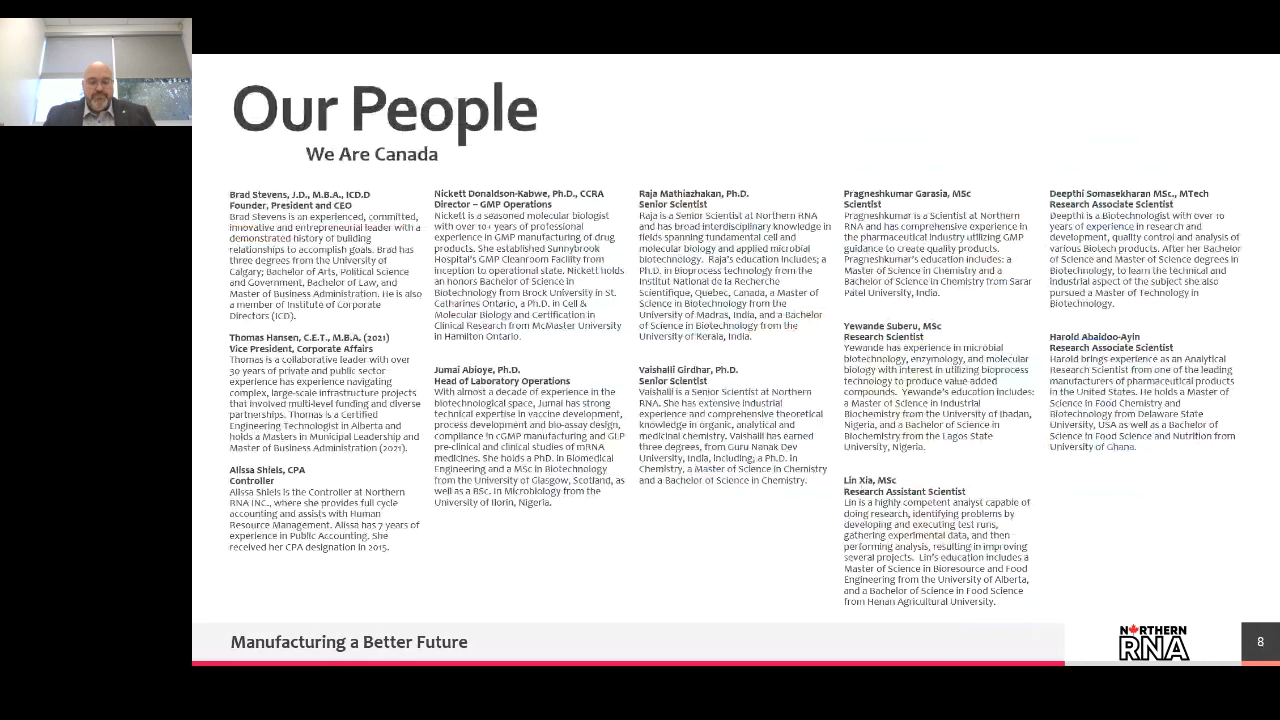 Our People
We Are Canada
Brad Stevens, J.D., M.B.A., ICD.D
Founder, President and CEO
Brad Stevens is an experienced, committed,
innovative and entrepreneurial leader with a
demonstrated history of building
relationships to accomplish goals. Brad has
three degrees from the University of
Calgary; Bachelor of Arts, Political Science
and Government, Bachelor of Law, and
Master of Business Administration. He is also
a member of Institute of Corporate
Directors (ICD).
Thomas Hansen, C.E.T., M.B.A. (2021)
Vice President, Corporate Affairs
Thomas is a collaborative leader with over
30 years of private and public sector
experience has experience navigating
complex, large-scale infrastructure projects
that involved multi-level funding and diverse
partnerships. Thomas is a Certified
Engineering Technologist in Alberta and
holds a Masters in Municipal Leadership and
Master of Business Administration (2021).
Alissa Shiels, CPA
Controller
Alissa Shiels is the Controller at Northern
RNA INC., where she provides full cycle
accounting and assists with Human
Resource Management. Alissa has 7 years of
experience in Public Accounting. She
received her CPA designation in 2015.
Nickett Donaldson-Kabwe, Ph.D., CCRA
Director – GMP Operations
Nickett is a seasoned molecular biologist
with over 10+ years of professional
experience in GMP manufacturing of drug
products. She established Sunnybrook
Hospital's GMP Cleanroom Facility from
inception to operational state. Nickett holds
an honors Bachelor of Science in
Biotechnology from Brock University in St.
Catharines Ontario, a Ph.D. in Cell &
Molecular Biology and Certification in
Clinical Research from McMaster University
in Hamilton Ontario.
Jumai Abioye, Ph.D.
Head of Laboratory Operations
With almost a decade of experience in the
biotechnological space, Jumai has strong
technical expertise in vaccine development,
process development and bio-assay design,
compliance in cGMP manufacturing and GLP
pre-clinical and clinical studies of mRNA
medicines. She holds a PhD in Biomedical
Engineering and a MSc in Biotechnology
from the University of Glasgow, Scotland, as
well as a BSc. In Microbiology from the
University of Ilorin, Nigeria.
Raja Mathiazhakan, Ph.D.
Senior Scientist
Raja is a Senior Scientist at Northern RNA
and has broad interdisciplinary knowledge in
fields spanning fundamental cell and
molecular biology and applied microbial
biotechnology. Raja's education includes; a
Ph.D. in Bioprocess technology from the
Institut National de la Recherche
Scientifique, Quebec, Canada, a Master of
Science in Biotechnology from the
University of Madras, India, and a Bachelor
of Science in Biotechnology from the
University of Kerala, India.
Vaishalli Girdhar, Ph.D.
Senior Scientist
Vaishalli is a Senior Scientist at Northern
RNA. She has extensive industrial
experience and comprehensive theoretical
knowledge in organic, analytical and
medicinal chemistry. Vaishalli has earned
three degrees, from Guru Nanak Dev
University, India, including; a Ph.D. in
Chemistry, a Master of Science in Chemistry
and a Bachelor of Science in Chemistry.
Pragneshkumar Garasia, MSc
Scientist
Pragneshkumar is a Scientist at Northern
RNA and has comprehensive experience in
the pharmaceutical industry utilizing GMP
guidance to create quality products.
Pragneshkumar's education includes: a
Master of Science in Chemistry and a
Bachelor of Science in Chemistry from Sarar
Patel University, India.
Yewande Suberu, MSc
Research Scientist
Yewande has experience in microbial
biotechnology, enzymology, and molecular
biology with interest in utilizing bioprocess
technology to produce value added
compounds. Yewande's education includes:
a Master of Science in Industrial
Biochemistry from the University of Ibadan,
Nigeria, and a Bachelor of Science in
Biochemistry from the Lagos State
University, Nigeria.
Lin Xia, MSc
Research Assistant Scientist
Lin is a highly competent analyst capable of
doing research, identifying problems by
developing and executing test runs,
gathering experimental data, and then
performing analysis, resulting in improving
several projects. Lin's education includes a
Master of Science in Bioresource and Food
Engineering from the University of Alberta,
and a Bachelor of Science in Food Science
from Henan Agricultural University.
Deepthi Somasekharan MSc., MTech
Research Associate Scientist
Deepthi is a Biotechnologist with over 10
years of experience in research and
development, quality control and analysis of
various Biotech products. After her Bachelor
of Science and Master of Science degrees in
Biotechnology, to learn the technical and
industrial aspect of the subject she also
pursued a Master of Technology in
Biotechnology.
Harold Abaidoo-Ayin
Research Associate Scientist
Harold brings experience as an Analytical
Research Scientist from one of the leading
manufacturers of pharmaceutical products
in the United States. He holds a Master of
Science in Food Chemistry and
Biotechnology from Delaware State
University, USA as well as a Bachelor of
Science in Food Science and Nutrition from
University of Ghana.
Manufacturing a Better Future
NORTHERN
RNA
8